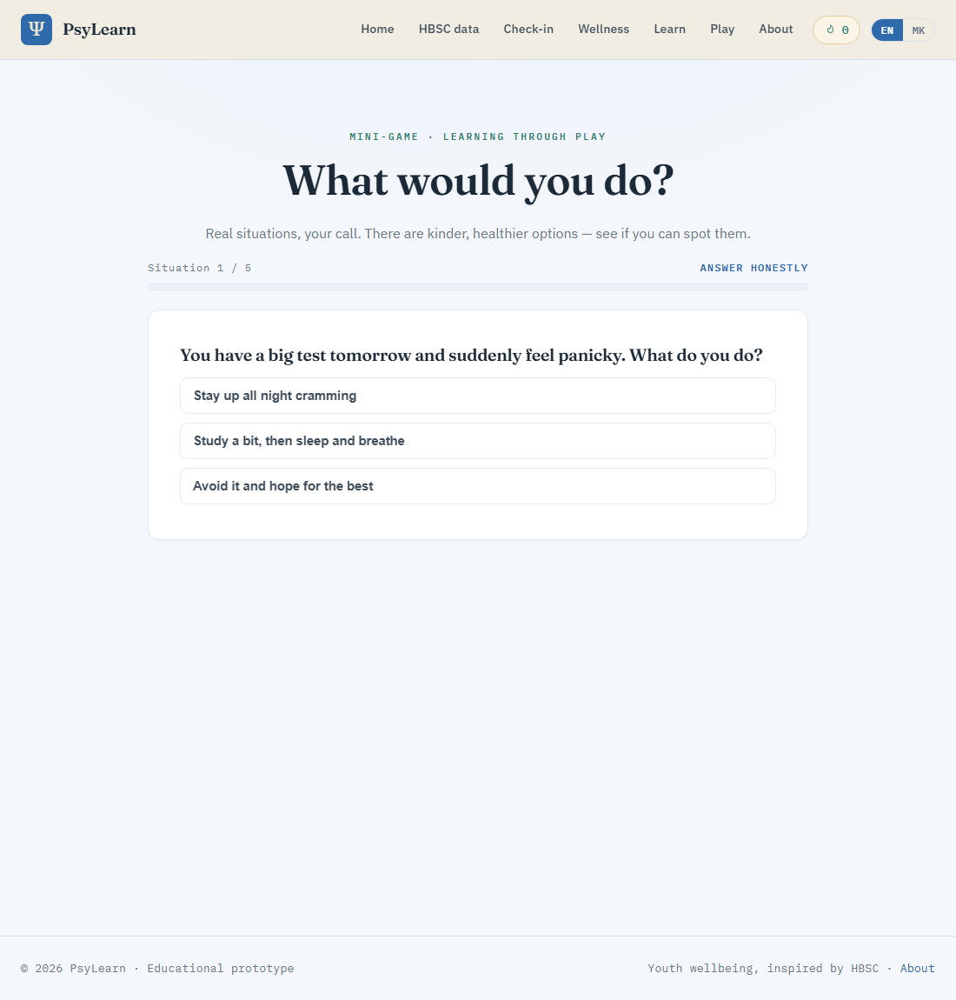 Ψ PsyLearn Home HBSC data Check-in Wellness Learn Play About 0 EN MK
MINI-GAME · LEARNING THROUGH PLAY
What would you do?
Real situations, your call. There are kinder, healthier options — see if you can spot them.
Situation 1 / 5 ANSWER HONESTLY
You have a big test tomorrow and suddenly feel panicky. What do you do?
Stay up all night cramming
Study a bit, then sleep and breathe
Avoid it and hope for the best
© 2026 PsyLearn · Educational prototype Youth wellbeing, inspired by HBSC · About